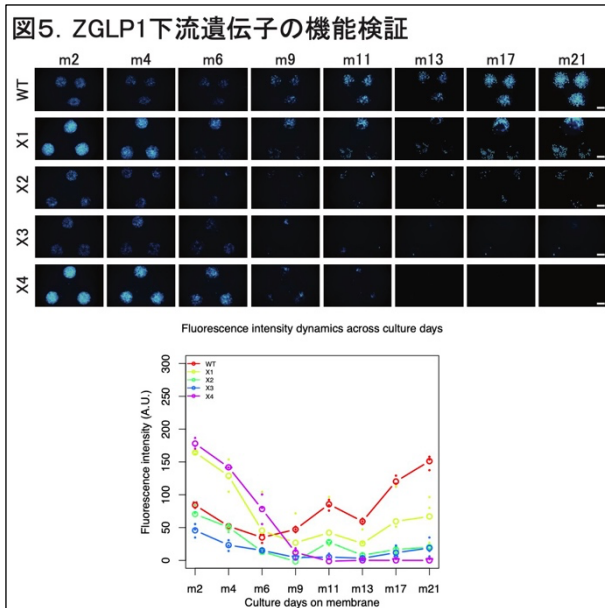 図5．ZGLP1下流遺伝子の機能検証
m2 m4 m6 m9 m11 m13 m17 m21
WT
X1
X2
X3
X4
Fluorescence intensity dynamics across culture days
Fluorescence intensity (A.U.)
300
250
200
150
100
50
0
WT
X1
X2
X3
X4
m2 m4 m6 m9 m11 m13 m17 m21
Culture days on membrane